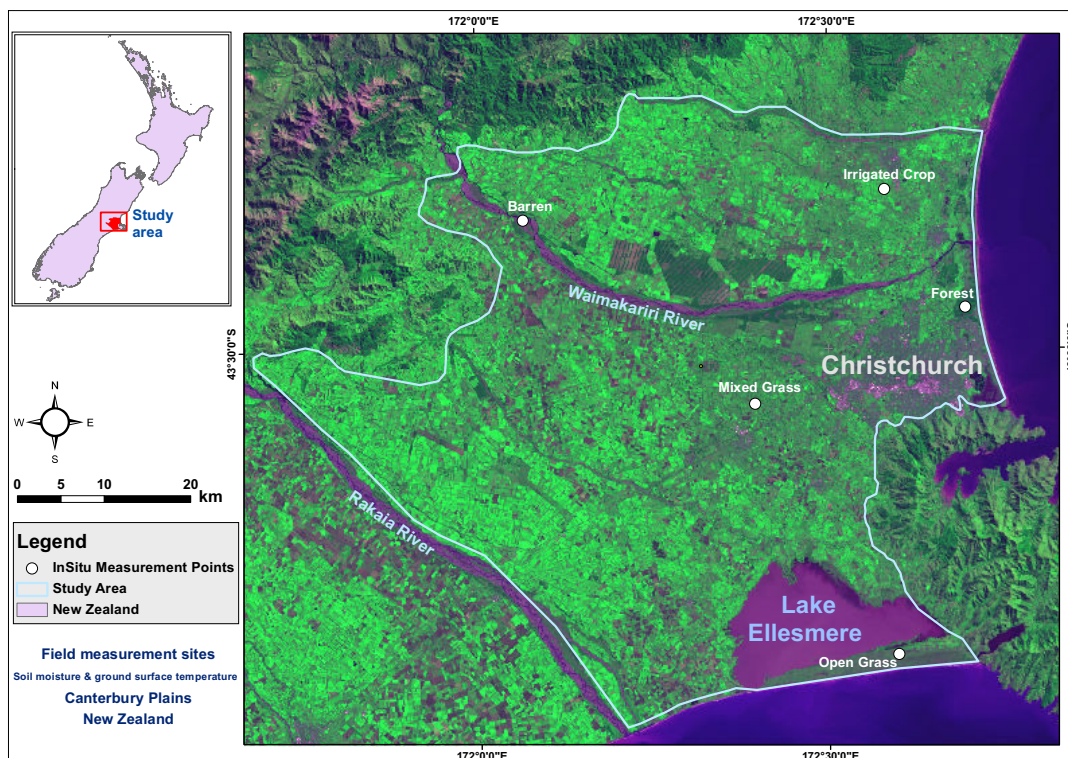 172°0'0"E
172°30'0"E
Study
area
Irrigated Crop
Barren
Forest
Waimakariri River
43°30'0"S
Christchurch
Mixed Grass
N
W
E
S
0
5
10
20
km
Rakaia River
Legend
InSitu Measurement Points
Study Area
New Zealand
Lake
Ellesmere
Open Grass
Field measurement sites
Soil moisture & ground surface temperature
Canterbury Plains
New Zealand
172°0'0"E
172°30'0"E